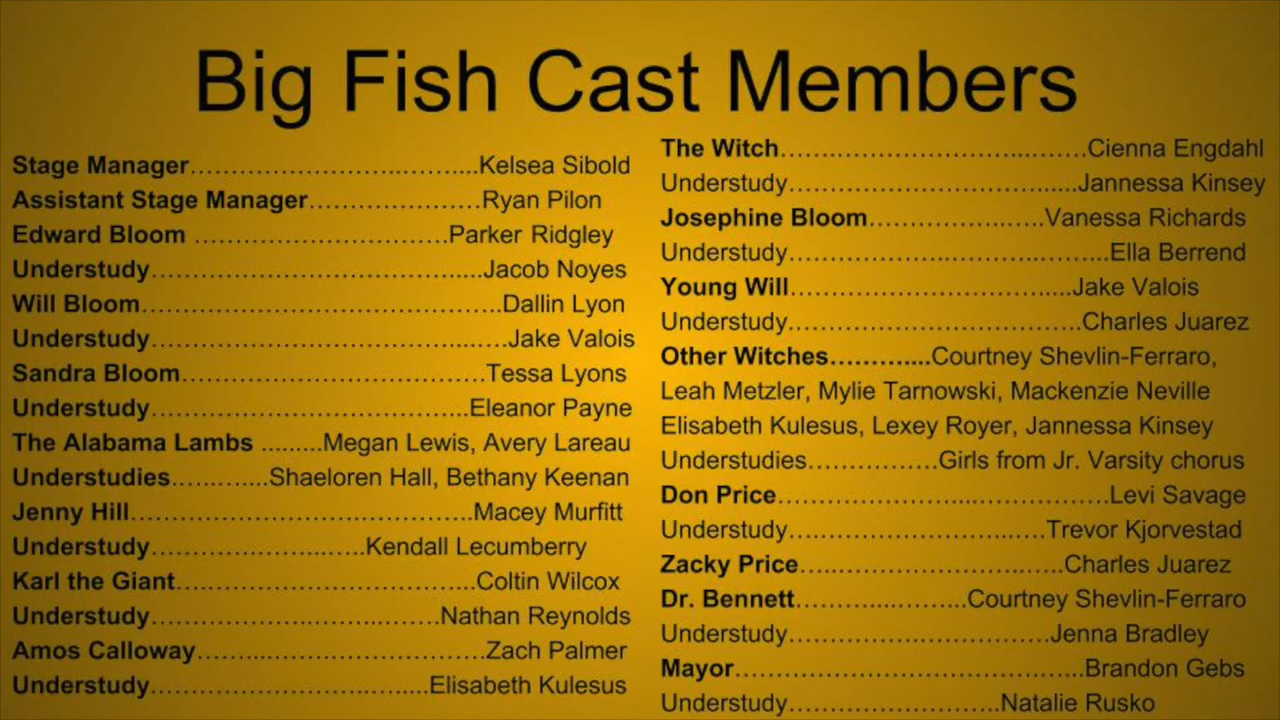 Big Fish Cast Members
Stage Manager……………………..……....Kelsea Sibold
Assistant Stage Manager…………………Ryan Pilon
Edward Bloom ……………………….Parker Ridgley
Understudy………………………………....Jacob Noyes
Will Bloom…………………………………..Dallin Lyon
Understudy………………………………..…..Jake Valois
Sandra Bloom……………………………….Tessa Lyons
Understudy………………………………..Eleanor Payne
The Alabama Lambs ........Megan Lewis, Avery Lareau
Understudies…….…...Shaeloren Hall, Bethany Keenan
Jenny Hill……………………….………..Macey Murfitt
Understudy………………...…..Kendall Lecumberry
Karl the Giant………………………………Coltin Wilcox
Understudy………………...…..…….Nathan Reynolds
Amos Calloway……...…………………….Zach Palmer
Understudy………………………...…...Elisabeth Kulesus
The Witch…….…………………...…….Cienna Engdahl
Understudy…………………………......Jannessa Kinsey
Josephine Bloom………………..…..Vanessa Richards
Understudy……………………….…..……...Ella Berrend
Young Will…………………………....Jake Valois
Understudy……………………………..Charles Juarez
Other Witches………....Courtney Shevlin-Ferraro,
Leah Metzler, Mylie Tarnowski, Mackenzie Neville
Elisabeth Kulesus, Lexey Royer, Jannessa Kinsey
Understudies…………….Girls from Jr. Varsity chorus
Don Price…………………...……………..Levi Savage
Understudy………………….…...……..Trevor Kjorvestad
Zacky Price…...………………...…..Charles Juarez
Dr. Bennett………....……...Courtney Shevlin-Ferraro
Understudy………………………….Jenna Bradley
Mayor………………………………...Brandon Gebs
Understudy……………….…..Natalie Rusko